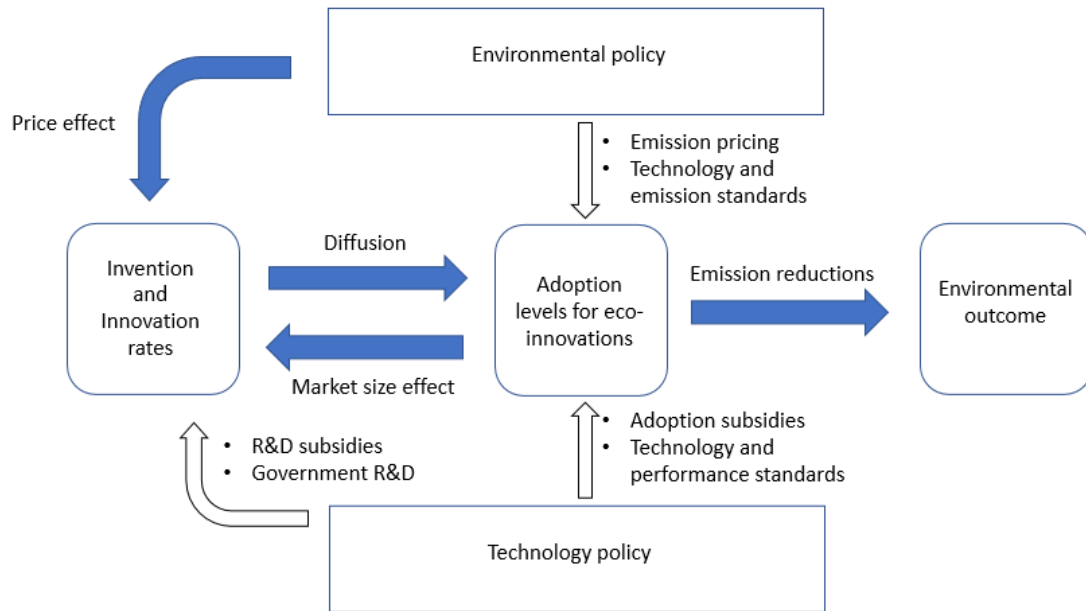 Environmental policy
Price effect
• Emission pricing
• Technology and
emission standards
Invention
and
Innovation
rates
Diffusion
Market size effect
Adoption
levels for eco-
innovations
Emission reductions
Environmental
outcome
• R&D subsidies
• Government R&D
• Adoption subsidies
• Technology and
performance standards
Technology policy